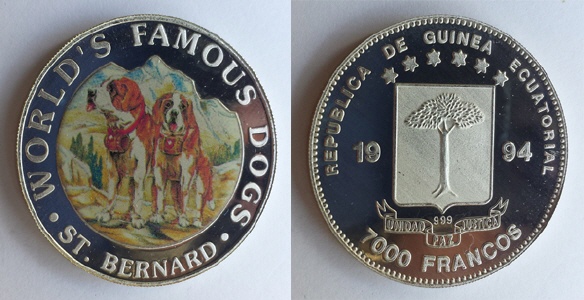 WORLD'S FAMOUS DOGS
• ST. BERNARD •
REPUBLICA DE GUINEA ECUATORIAL
19 94
UNIDAD PAZ JUSTICIA
999
7000 FRANCOS